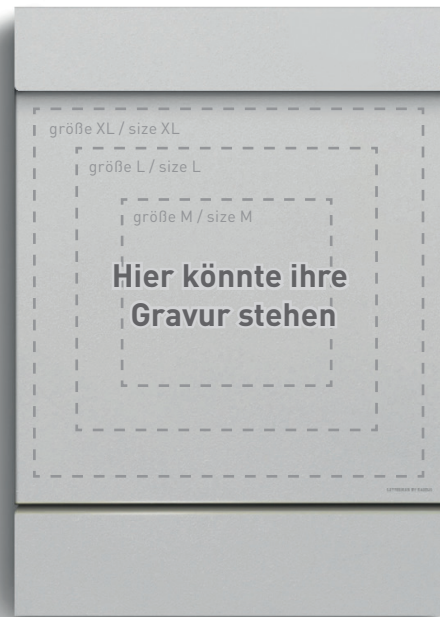 größe XL / size XL
größe L / size L
größe M / size M
Hier könnte ihre
Gravur stehen